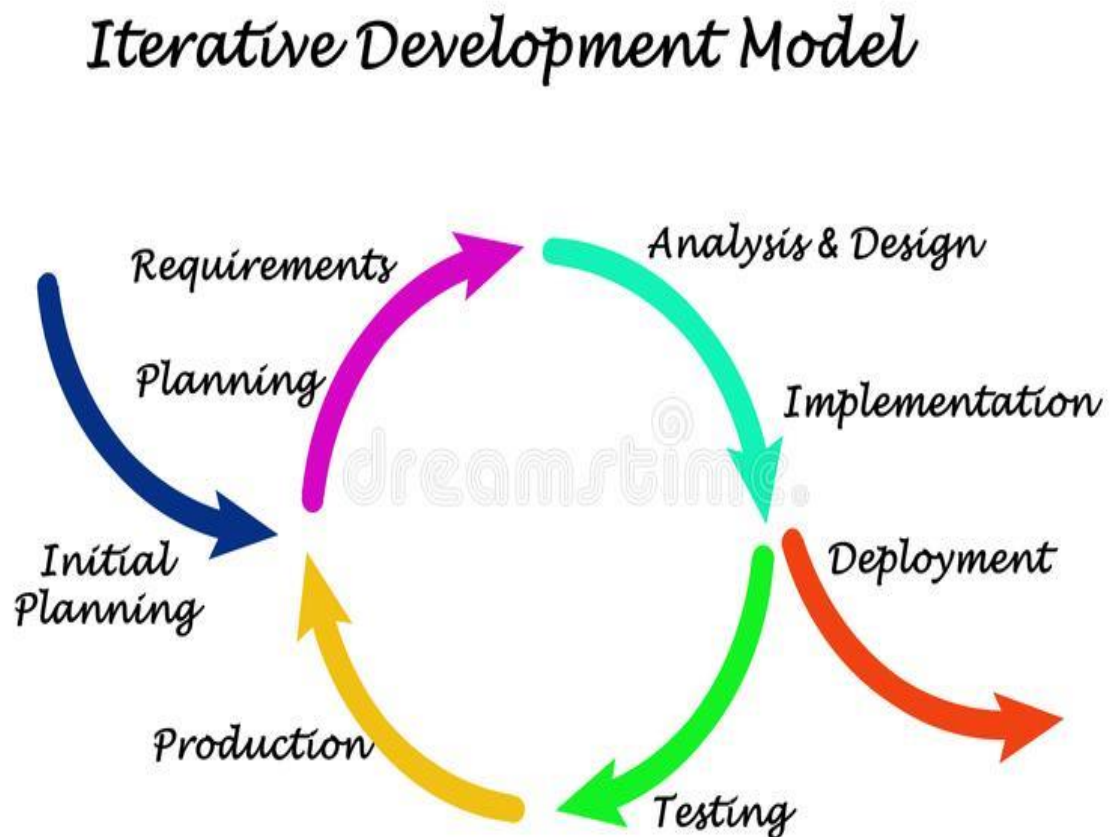 Iterative Development Model
Requirements
Analysis & Design
Planning
Implementation
dreamstime.
Initial
Planning
Deployment
Production
Testing